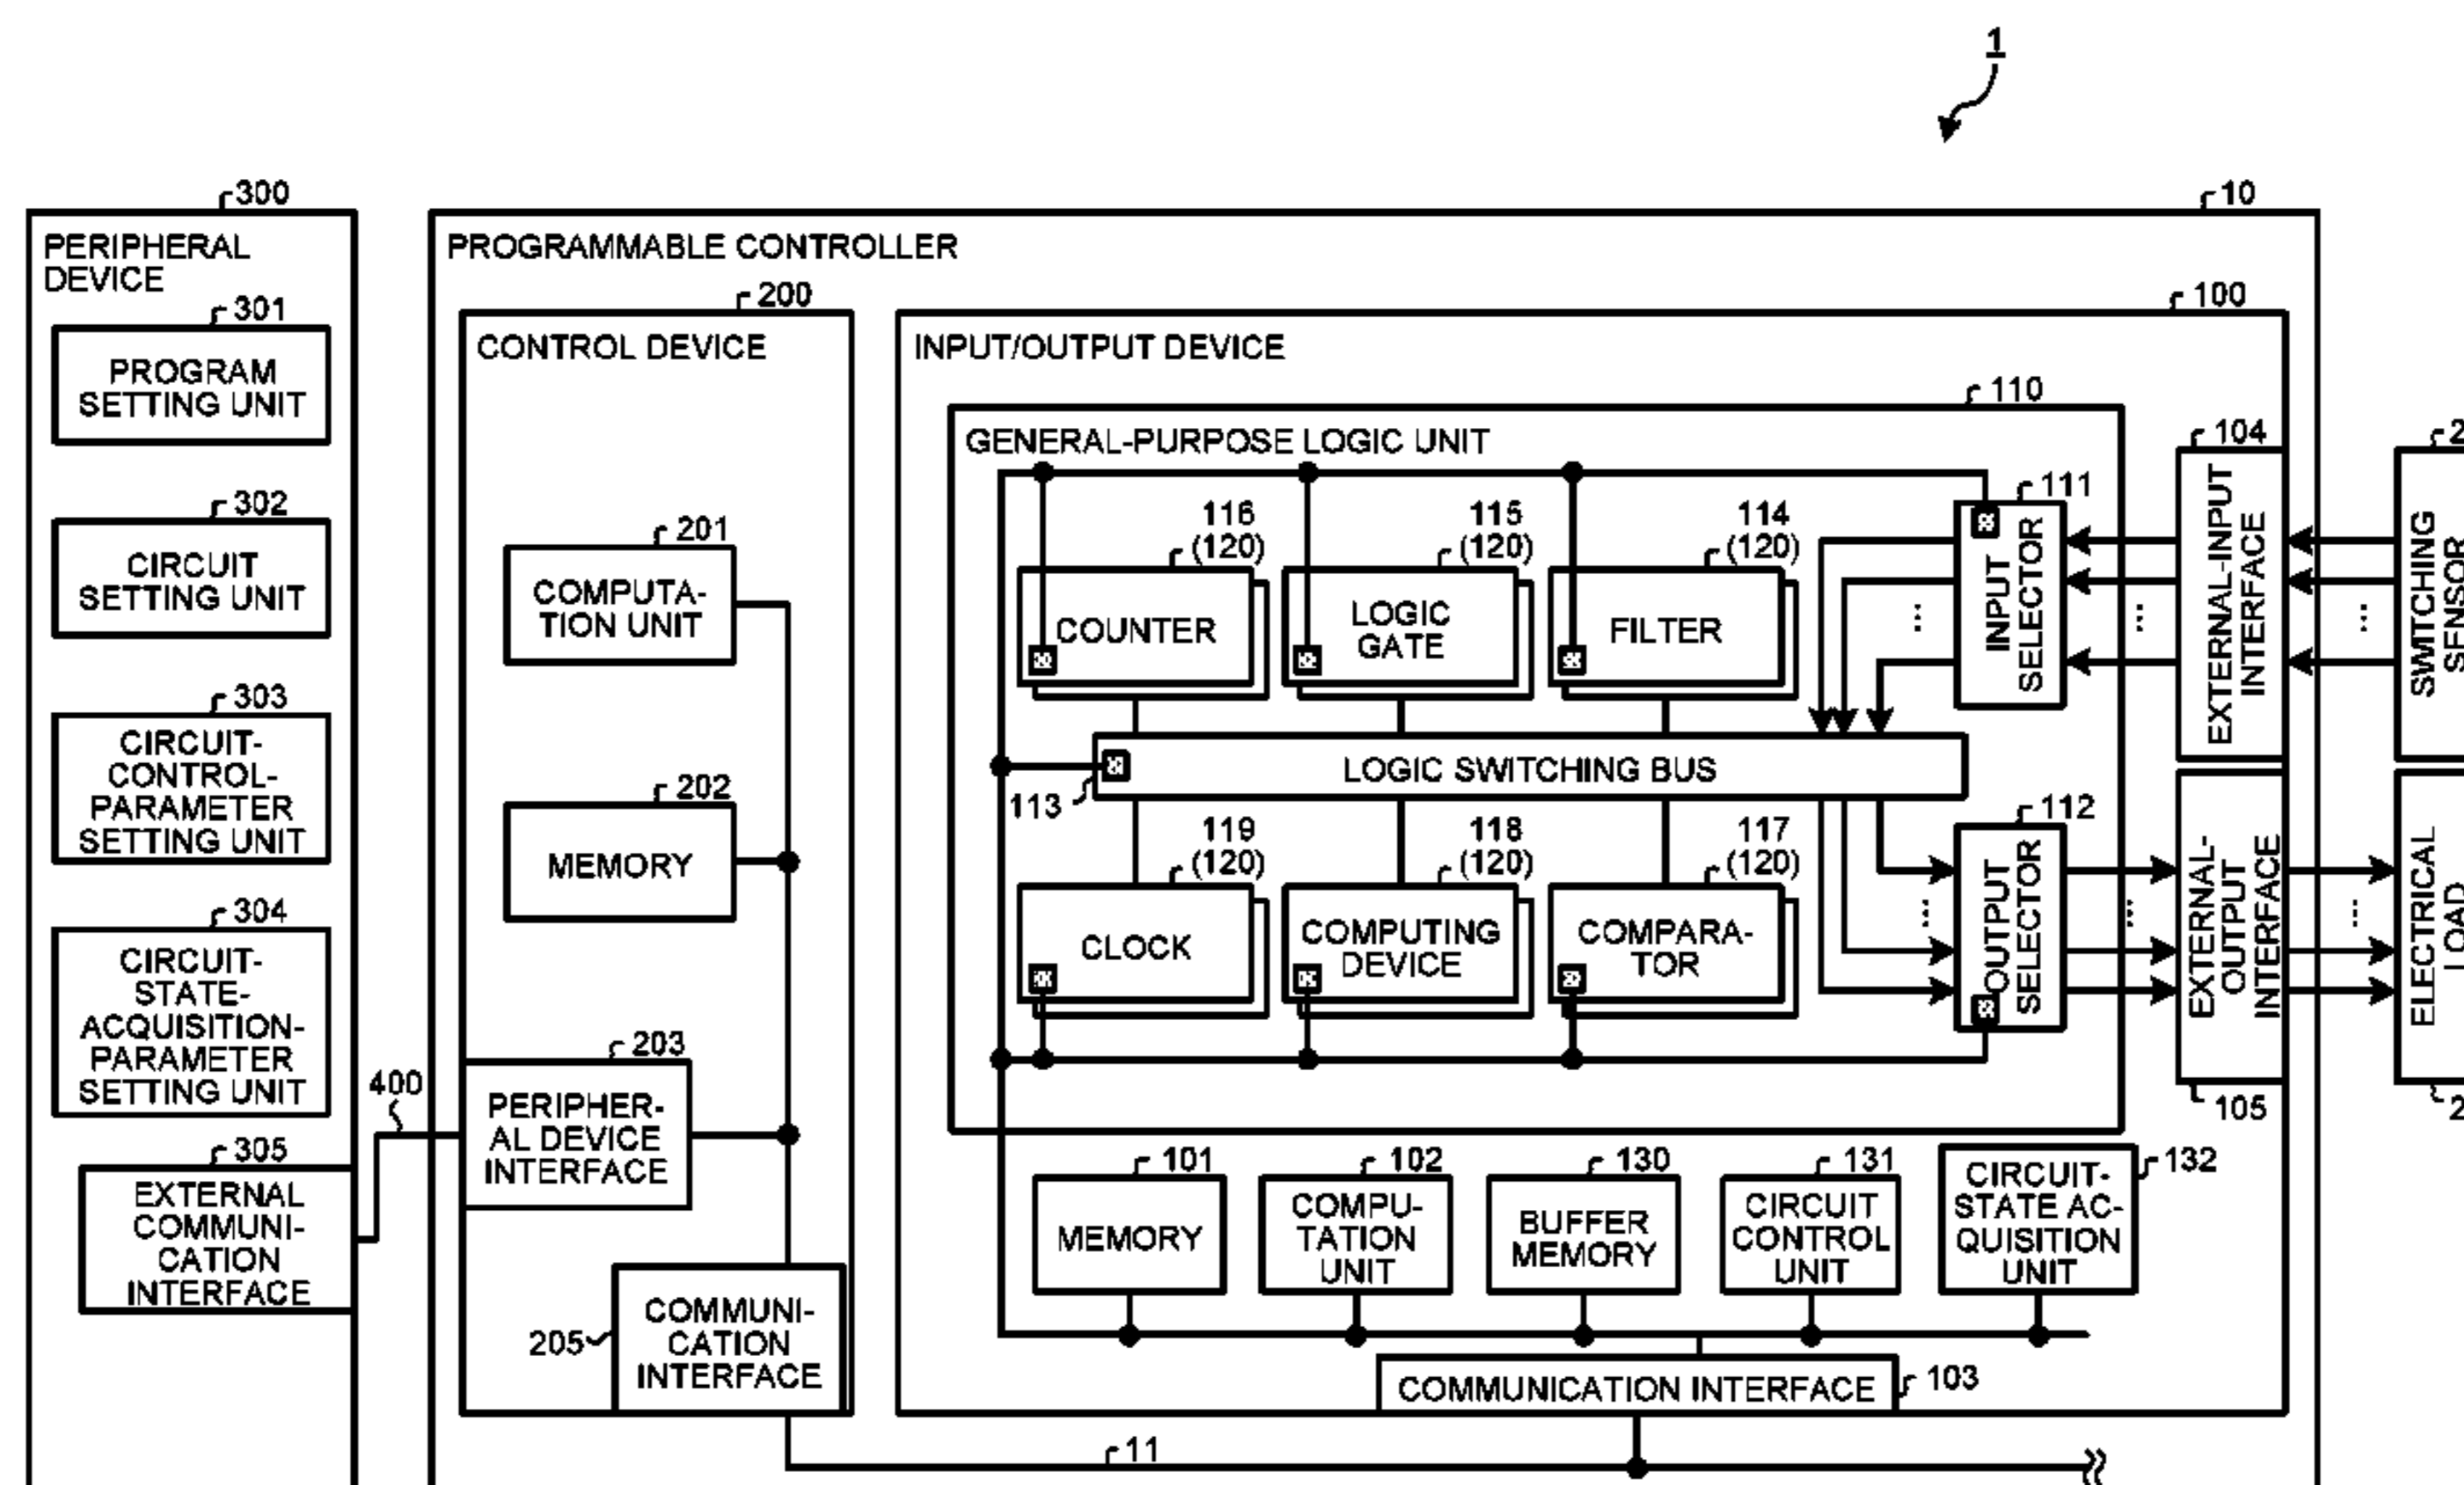 1
300
PERIPHERAL
DEVICE
301
PROGRAM
SETTING UNIT
302
CIRCUIT
SETTING UNIT
303
CIRCUIT-
CONTROL-
PARAMETER
SETTING UNIT
304
CIRCUIT-
STATE-
ACQUISITION-
PARAMETER
SETTING UNIT
305
EXTERNAL
COMMUNI-
CATION
INTERFACE
400
10
PROGRAMMABLE CONTROLLER
200
CONTROL DEVICE
201
COMPUTA-
TION UNIT
202
MEMORY
203
PERIPHER-
AL DEVICE
INTERFACE
205
COMMUNI-
CATION
INTERFACE
11
100
INPUT/OUTPUT DEVICE
110
GENERAL-PURPOSE LOGIC UNIT
116
(120)
COUNTER
115
(120)
LOGIC
GATE
114
(120)
FILTER
111
INPUT
SELECTOR
113
LOGIC SWITCHING BUS
119
(120)
CLOCK
118
(120)
COMPUTING
DEVICE
117
(120)
COMPARA-
TOR
112
OUTPUT
SELECTOR
104
EXTERNAL-INPUT
INTERFACE
EXTERNAL-
OUTPUT
INTERFACE
105
2
SWITCHING
SENSOR
ELECTRICAL
LOAD
2
101
MEMORY
102
COMPU-
TATION
UNIT
130
BUFFER
MEMORY
131
CIRCUIT
CONTROL
UNIT
132
CIRCUIT-
STATE AC-
QUISITION
UNIT
COMMUNICATION INTERFACE
103